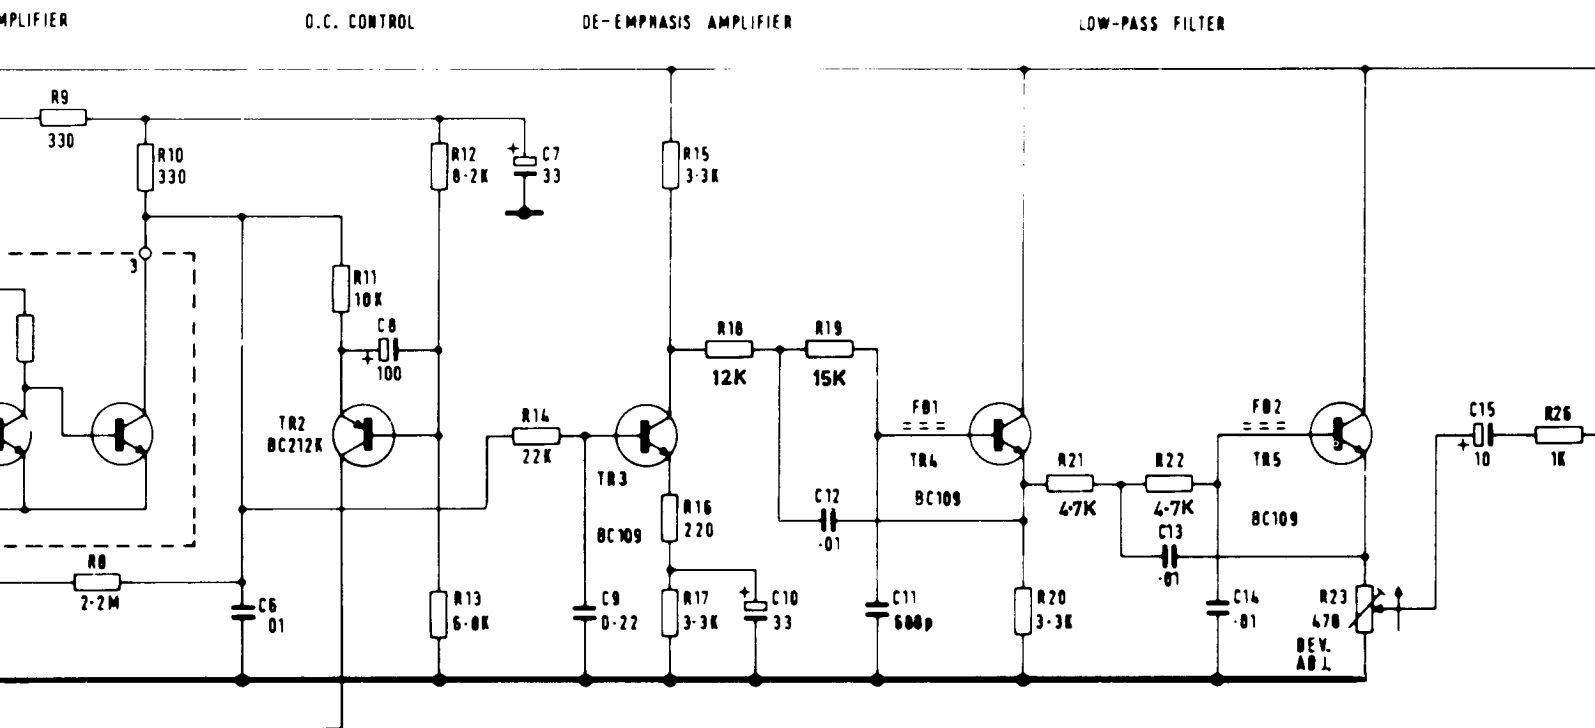 MPLIFIER
D.C. CONTROL
DE-EMPHASIS AMPLIFIER
LOW-PASS FILTER
R9
330
R10
330
R12
8·2K
+ C7
33
R15
3·3K
3
R11
10K
C8
+
100
R18
12K
R19
15K
TR2
BC212K
R14
22K
TR3
BC109
FB1
TR4
BC109
FB2
TR5
BC109
C15
+
10
R26
1K
R21
4·7K
R22
4·7K
R16
220
C12
·01
C13
·01
R8
2·2M
C6
01
R13
6·8K
C9
0·22
R17
3·3K
+ C10
33
C11
680p
R20
3·3K
C14
·01
R23
470
DEV.
ADJ.